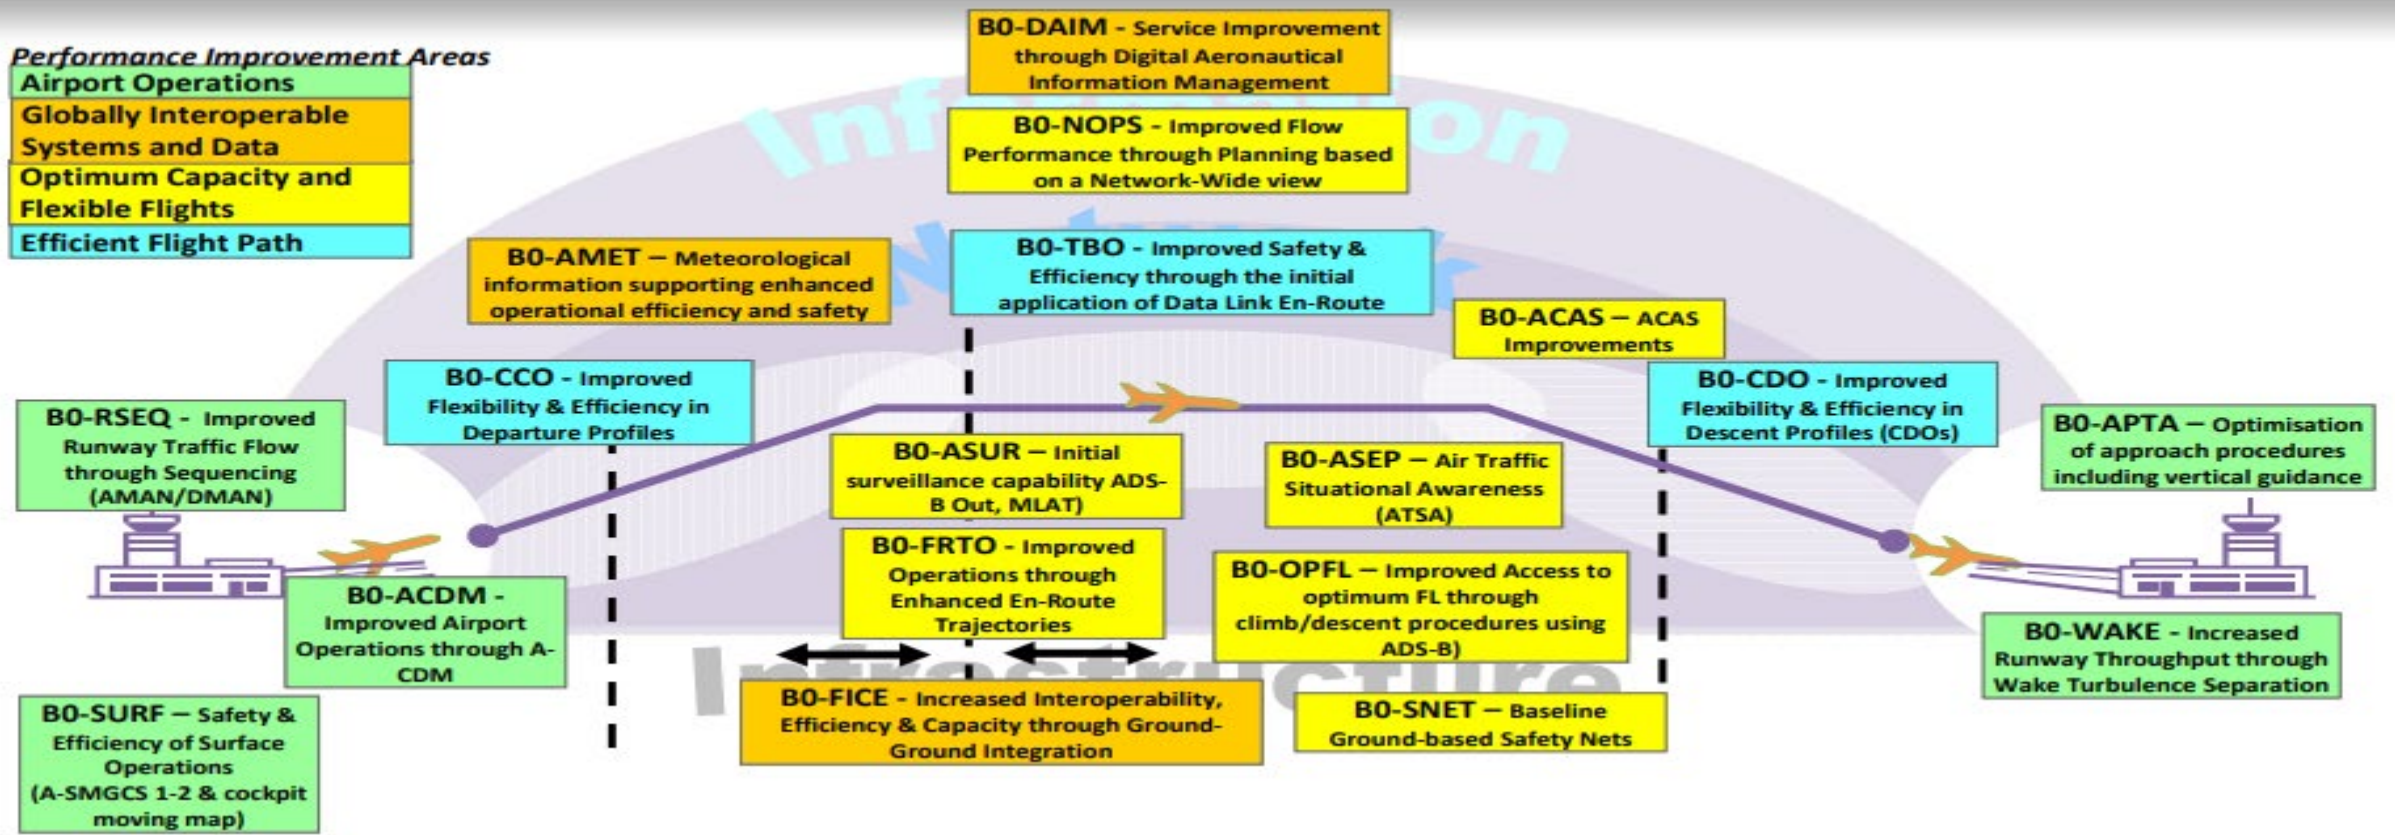 Performance Improvement Areas
Airport Operations
Globally Interoperable
Systems and Data
Optimum Capacity and
Flexible Flights
Efficient Flight Path
B0-DAIM - Service Improvement
through Digital Aeronautical
Information Management
Information
B0-NOPS - Improved Flow
Performance through Planning based
on a Network-Wide view
B0-AMET – Meteorological
information supporting enhanced
operational efficiency and safety
Network
B0-TBO - Improved Safety &
Efficiency through the initial
application of Data Link En-Route
B0-ACAS – ACAS
Improvements
B0-CCO - Improved
Flexibility & Efficiency in
Departure Profiles
B0-CDO - Improved
Flexibility & Efficiency in
Descent Profiles (CDOs)
B0-RSEQ - Improved
Runway Traffic Flow
through Sequencing
(AMAN/DMAN)
B0-APTA – Optimisation
of approach procedures
including vertical guidance
B0-ASUR – Initial
surveillance capability ADS-
B Out, MLAT)
B0-ASEP – Air Traffic
Situational Awareness
(ATSA)
B0-FRTO - Improved
Operations through
Enhanced En-Route
Trajectories
B0-OPFL – Improved Access to
optimum FL through
climb/descent procedures using
ADS-B)
B0-ACDM -
Improved Airport
Operations through A-
CDM
B0-WAKE - Increased
Runway Throughput through
Wake Turbulence Separation
Infrastructure
B0-FICE - Increased Interoperability,
Efficiency & Capacity through Ground-
Ground Integration
B0-SNET – Baseline
Ground-based Safety Nets
B0-SURF – Safety &
Efficiency of Surface
Operations
(A-SMGCS 1-2 & cockpit
moving map)